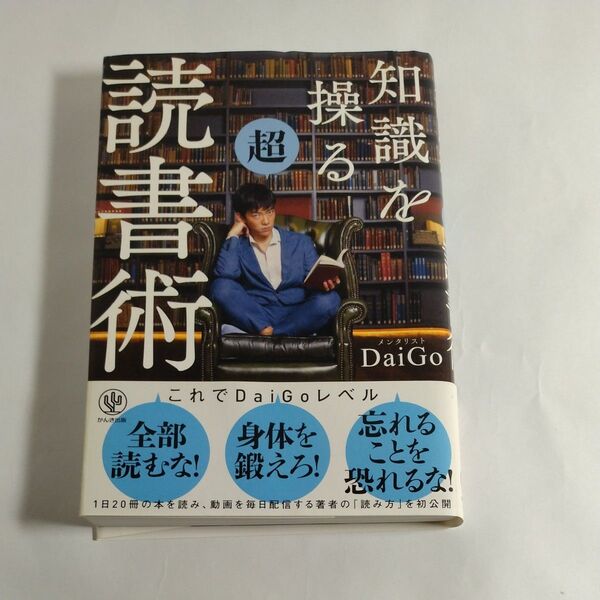 知識を
操る
超
読書術
メンタリスト
DaiGo
かんき出版
これでDaiGoレベル
全部
読むな！
身体を
鍛えろ！
忘れる
ことを
恐れるな！
1日20冊の本を読み、動画を毎日配信する著者の「読み方」を初公開